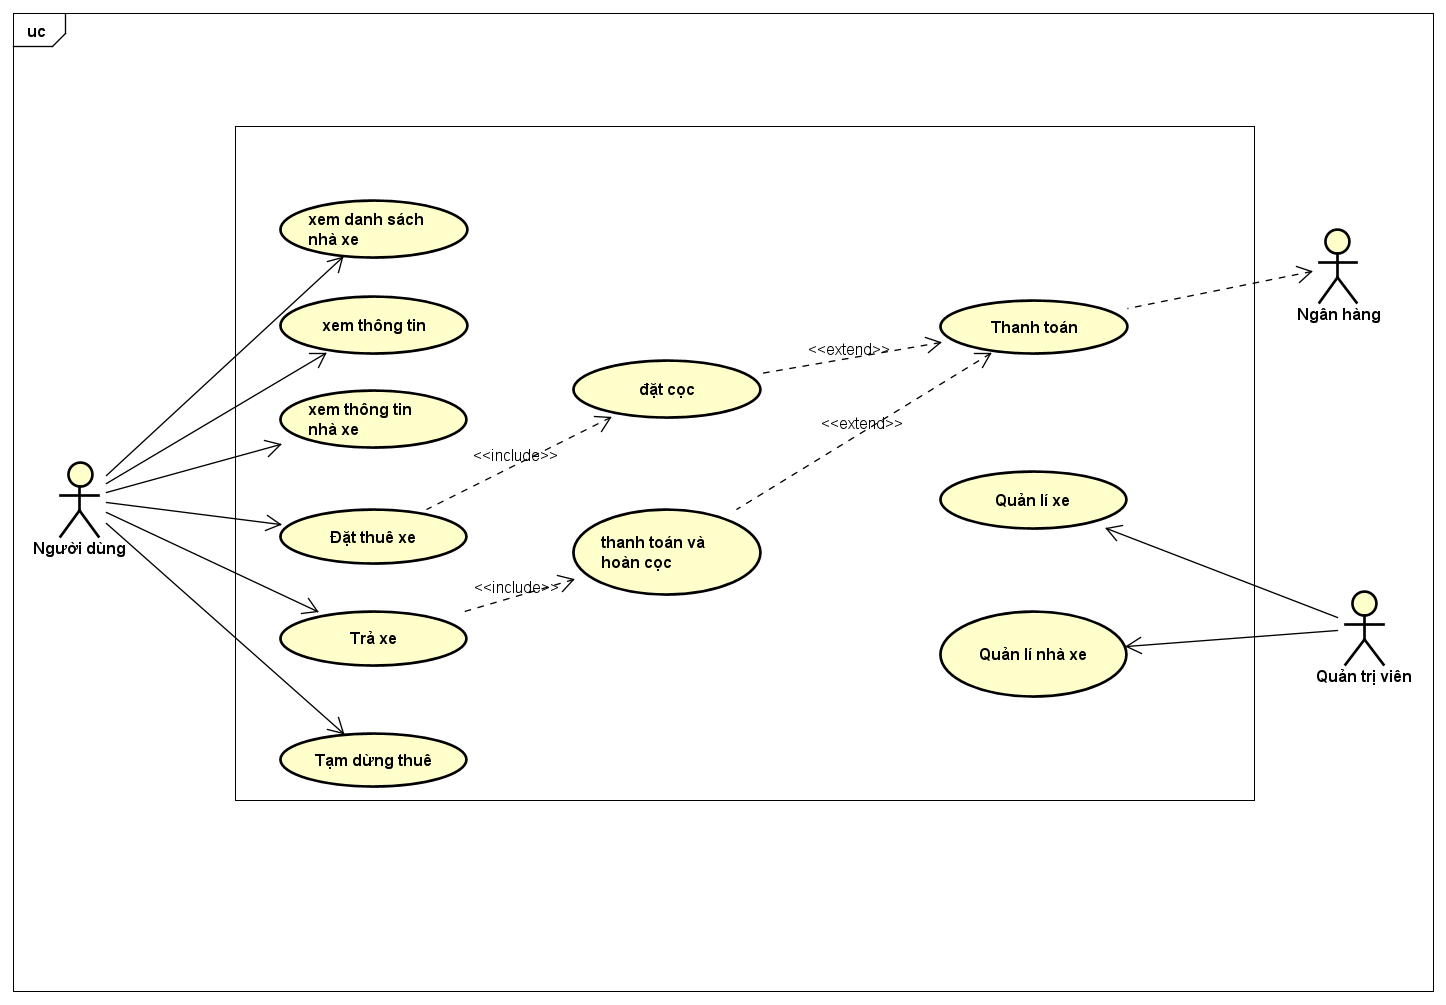 uc
xem danh sách
nhà xe
xem thông tin
xem thông tin
nhà xe
Đặt thuê xe
Trả xe
Tạm dừng thuê
Người dùng
<<include>>
<<include>>
đặt cọc
thanh toán và
hoàn cọc
<<extend>>
<<extend>>
Thanh toán
Quản lí xe
Quản lí nhà xe
Ngân hàng
Quản trị viên